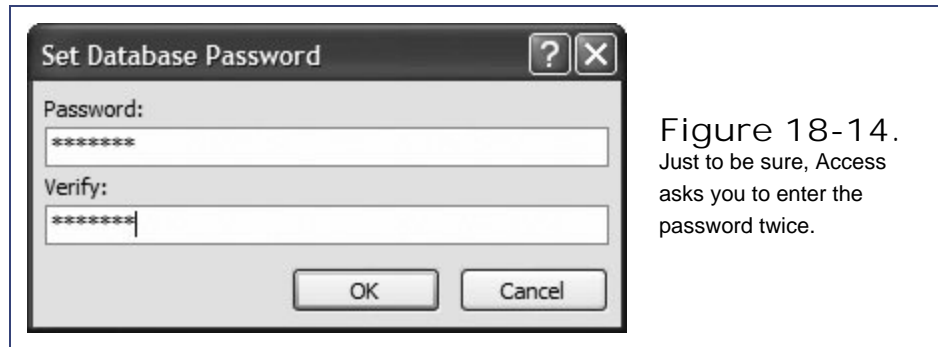 Set Database Password
Password:
*******
Verify:
*******
OK Cancel
Figure 18-14.
Just to be sure, Access
asks you to enter the
password twice.